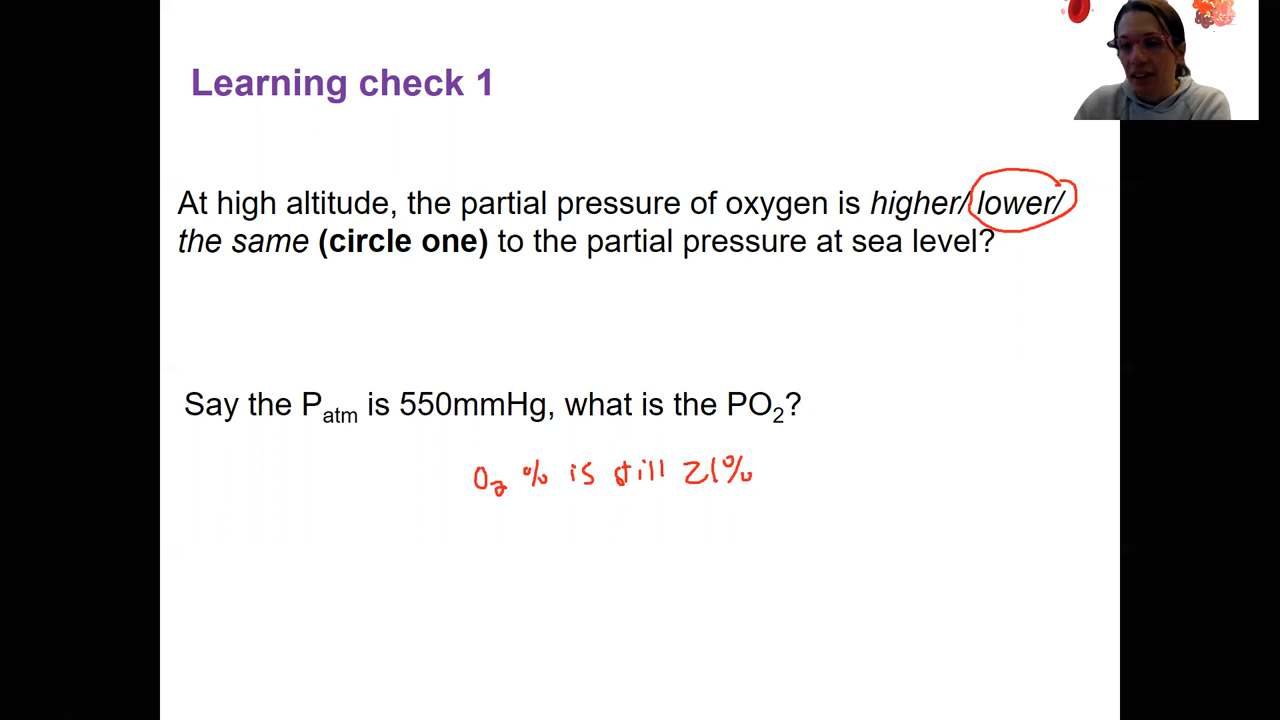 Learning check 1
At high altitude, the partial pressure of oxygen is higher/ lower/
the same (circle one) to the partial pressure at sea level?
Say the Patm is 550mmHg, what is the PO2?
O2 % is still 21%